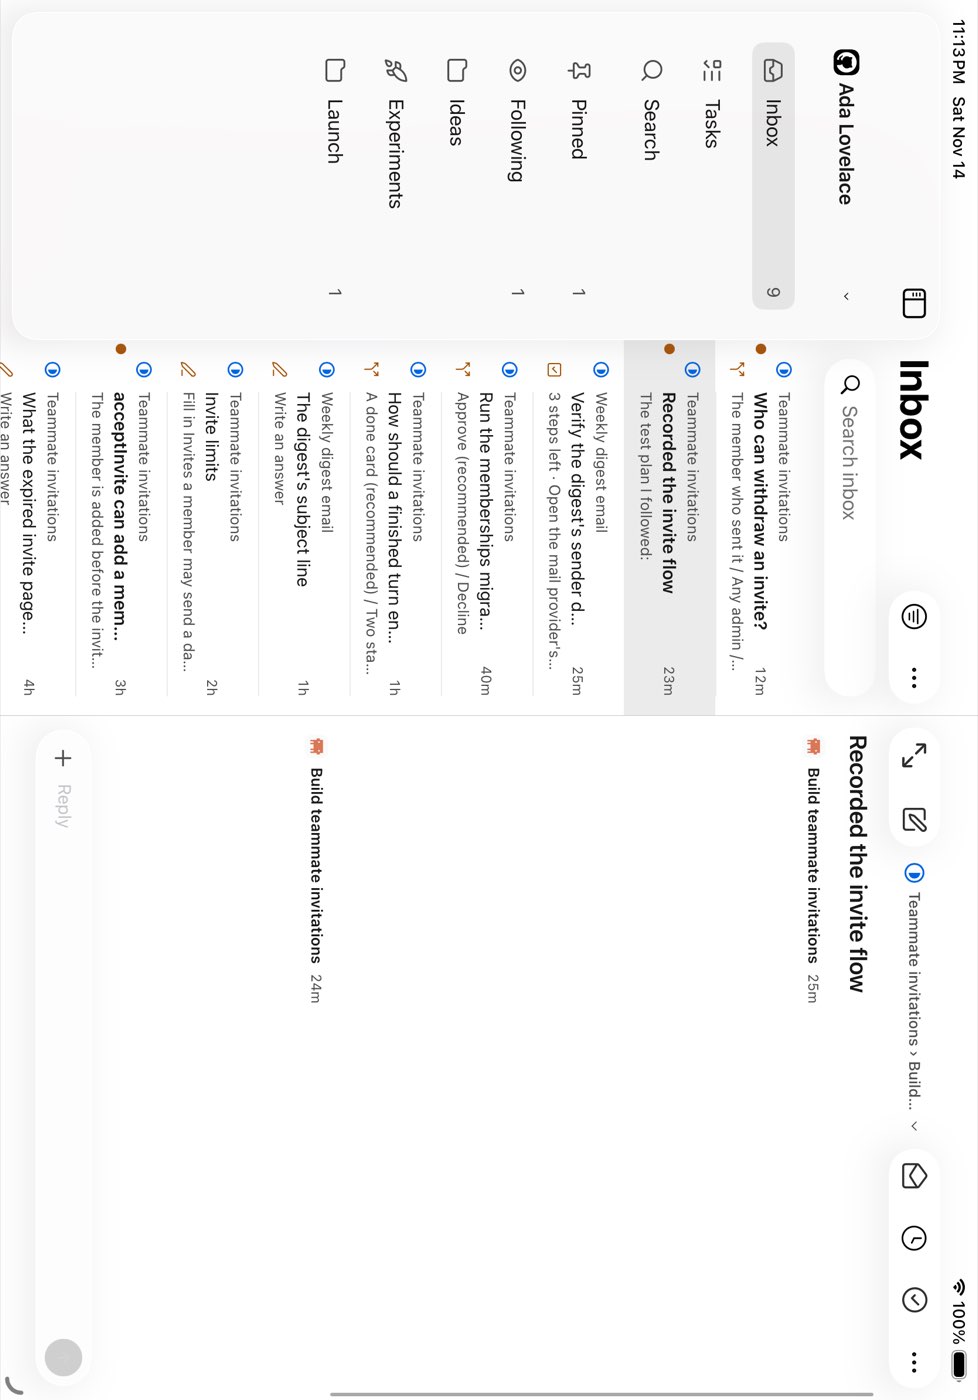 11:13 PM Sat Nov 14
100%
Ada Lovelace
Inbox 9
Tasks
Search
Pinned 1
Following 1
Ideas
Experiments
Launch 1
Inbox
Search inbox
Teammate invitations
Who can withdraw an invite? 12m
The member who sent it / Any admin /...
Teammate invitations
Recorded the invite flow 23m
The test plan I followed:
Weekly digest email
Verify the digest's sender d... 25m
3 steps left · Open the mail provider's...
Teammate invitations
Run the memberships migra... 40m
Approve (recommended) / Decline
Teammate invitations
How should a finished turn en... 1h
A done card (recommended) / Two sta...
Weekly digest email
The digest's subject line 1h
Write an answer
Teammate invitations
Invite limits 2h
Fill in Invites a member may send a da...
Teammate invitations
acceptInvite can add a mem... 3h
The member is added before the invit...
Teammate invitations
What the expired invite page... 4h
Write an answer
Teammate invitations › Build...
Recorded the invite flow
Build teammate invitations 25m
Build teammate invitations 24m
Reply